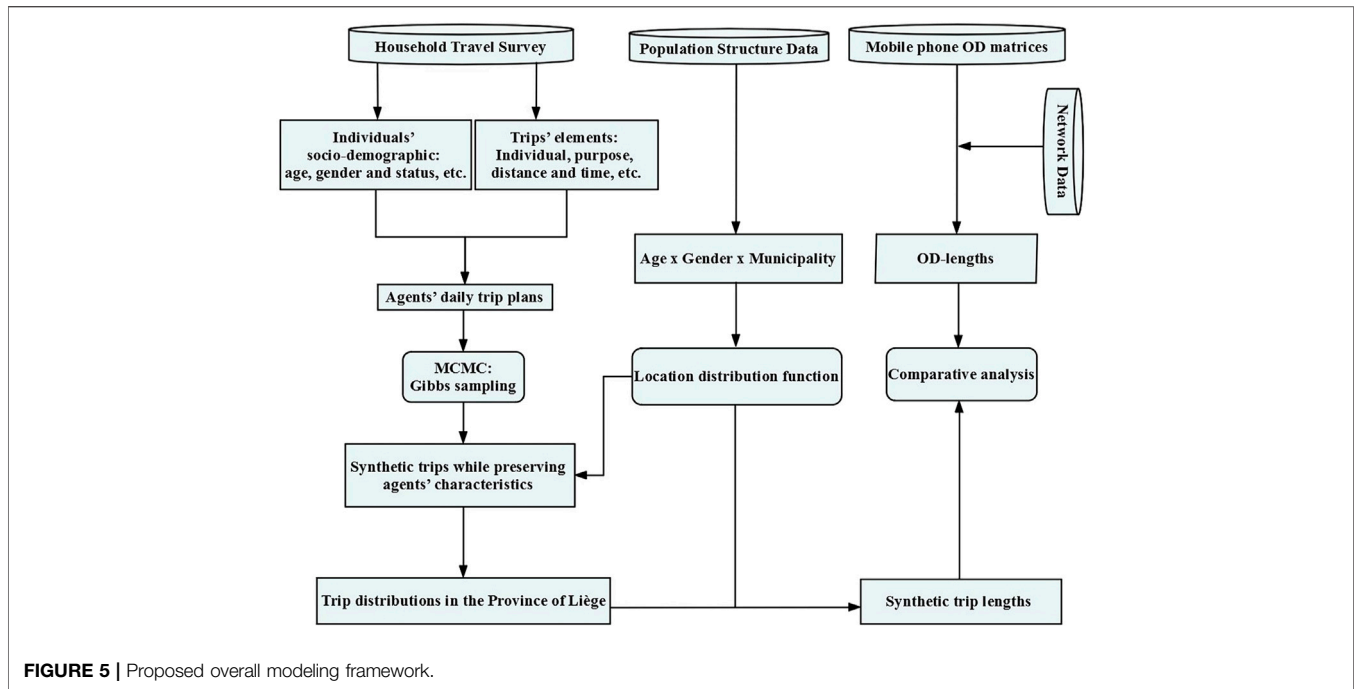 Household Travel Survey
Population Structure Data
Mobile phone OD matrices
Network Data
Individuals'
socio-demographic:
age, gender and status, etc.
Trips' elements:
Individual, purpose,
distance and time, etc.
Age x Gender x Municipality
OD-lengths
Agents' daily trip plans
MCMC:
Gibbs sampling
Location distribution function
Comparative analysis
Synthetic trips while preserving
agents' characteristics
Trip distributions in the Province of Liège
Synthetic trip lengths
FIGURE 5 | Proposed overall modeling framework.